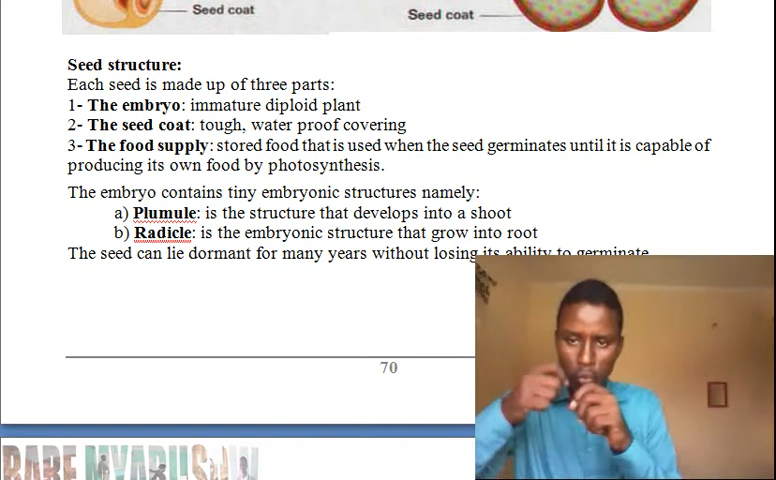 Seed coat
Seed coat
Seed structure:
Each seed is made up of three parts:
1- The embryo: immature diploid plant
2- The seed coat: tough, water proof covering
3- The food supply: stored food that is used when the seed germinates until it is capable of
producing its own food by photosynthesis.
The embryo contains tiny embryonic structures namely:
a) Plumule: is the structure that develops into a shoot
b) Radicle: is the embryonic structure that grow into root
The seed can lie dormant for many years without losing its ability to germinate
70